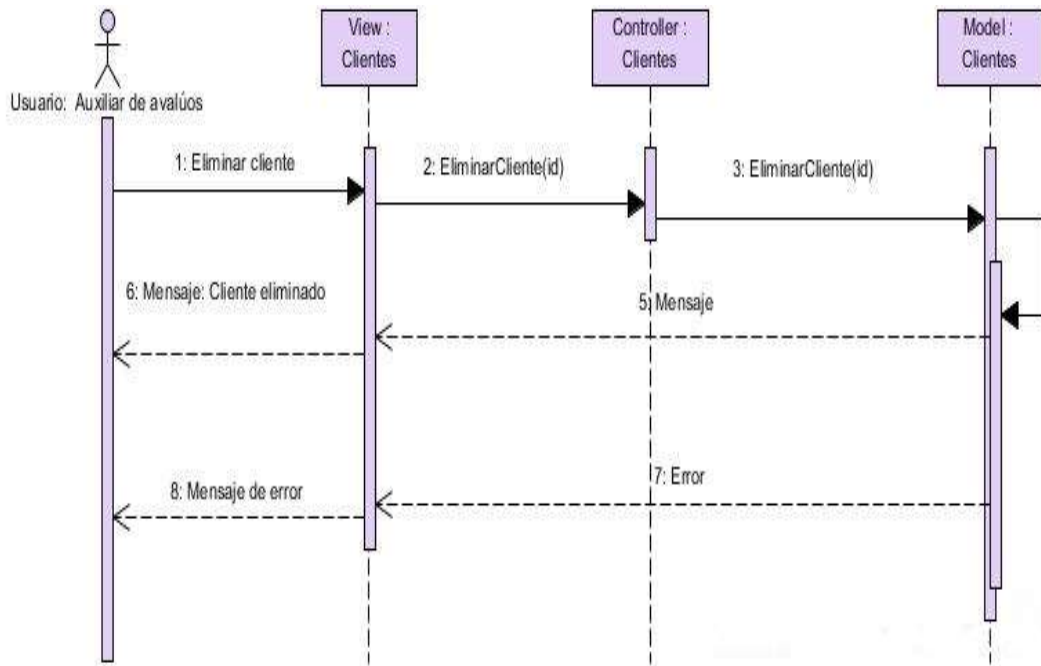 View :
Clientes
Controller :
Clientes
Model :
Clientes
Usuario: Auxiliar de avalúos
1: Eliminar cliente
2: EliminarCliente(id)
3: EliminarCliente(id)
6: Mensaje: Cliente eliminado
5: Mensaje
7: Error
8: Mensaje de error